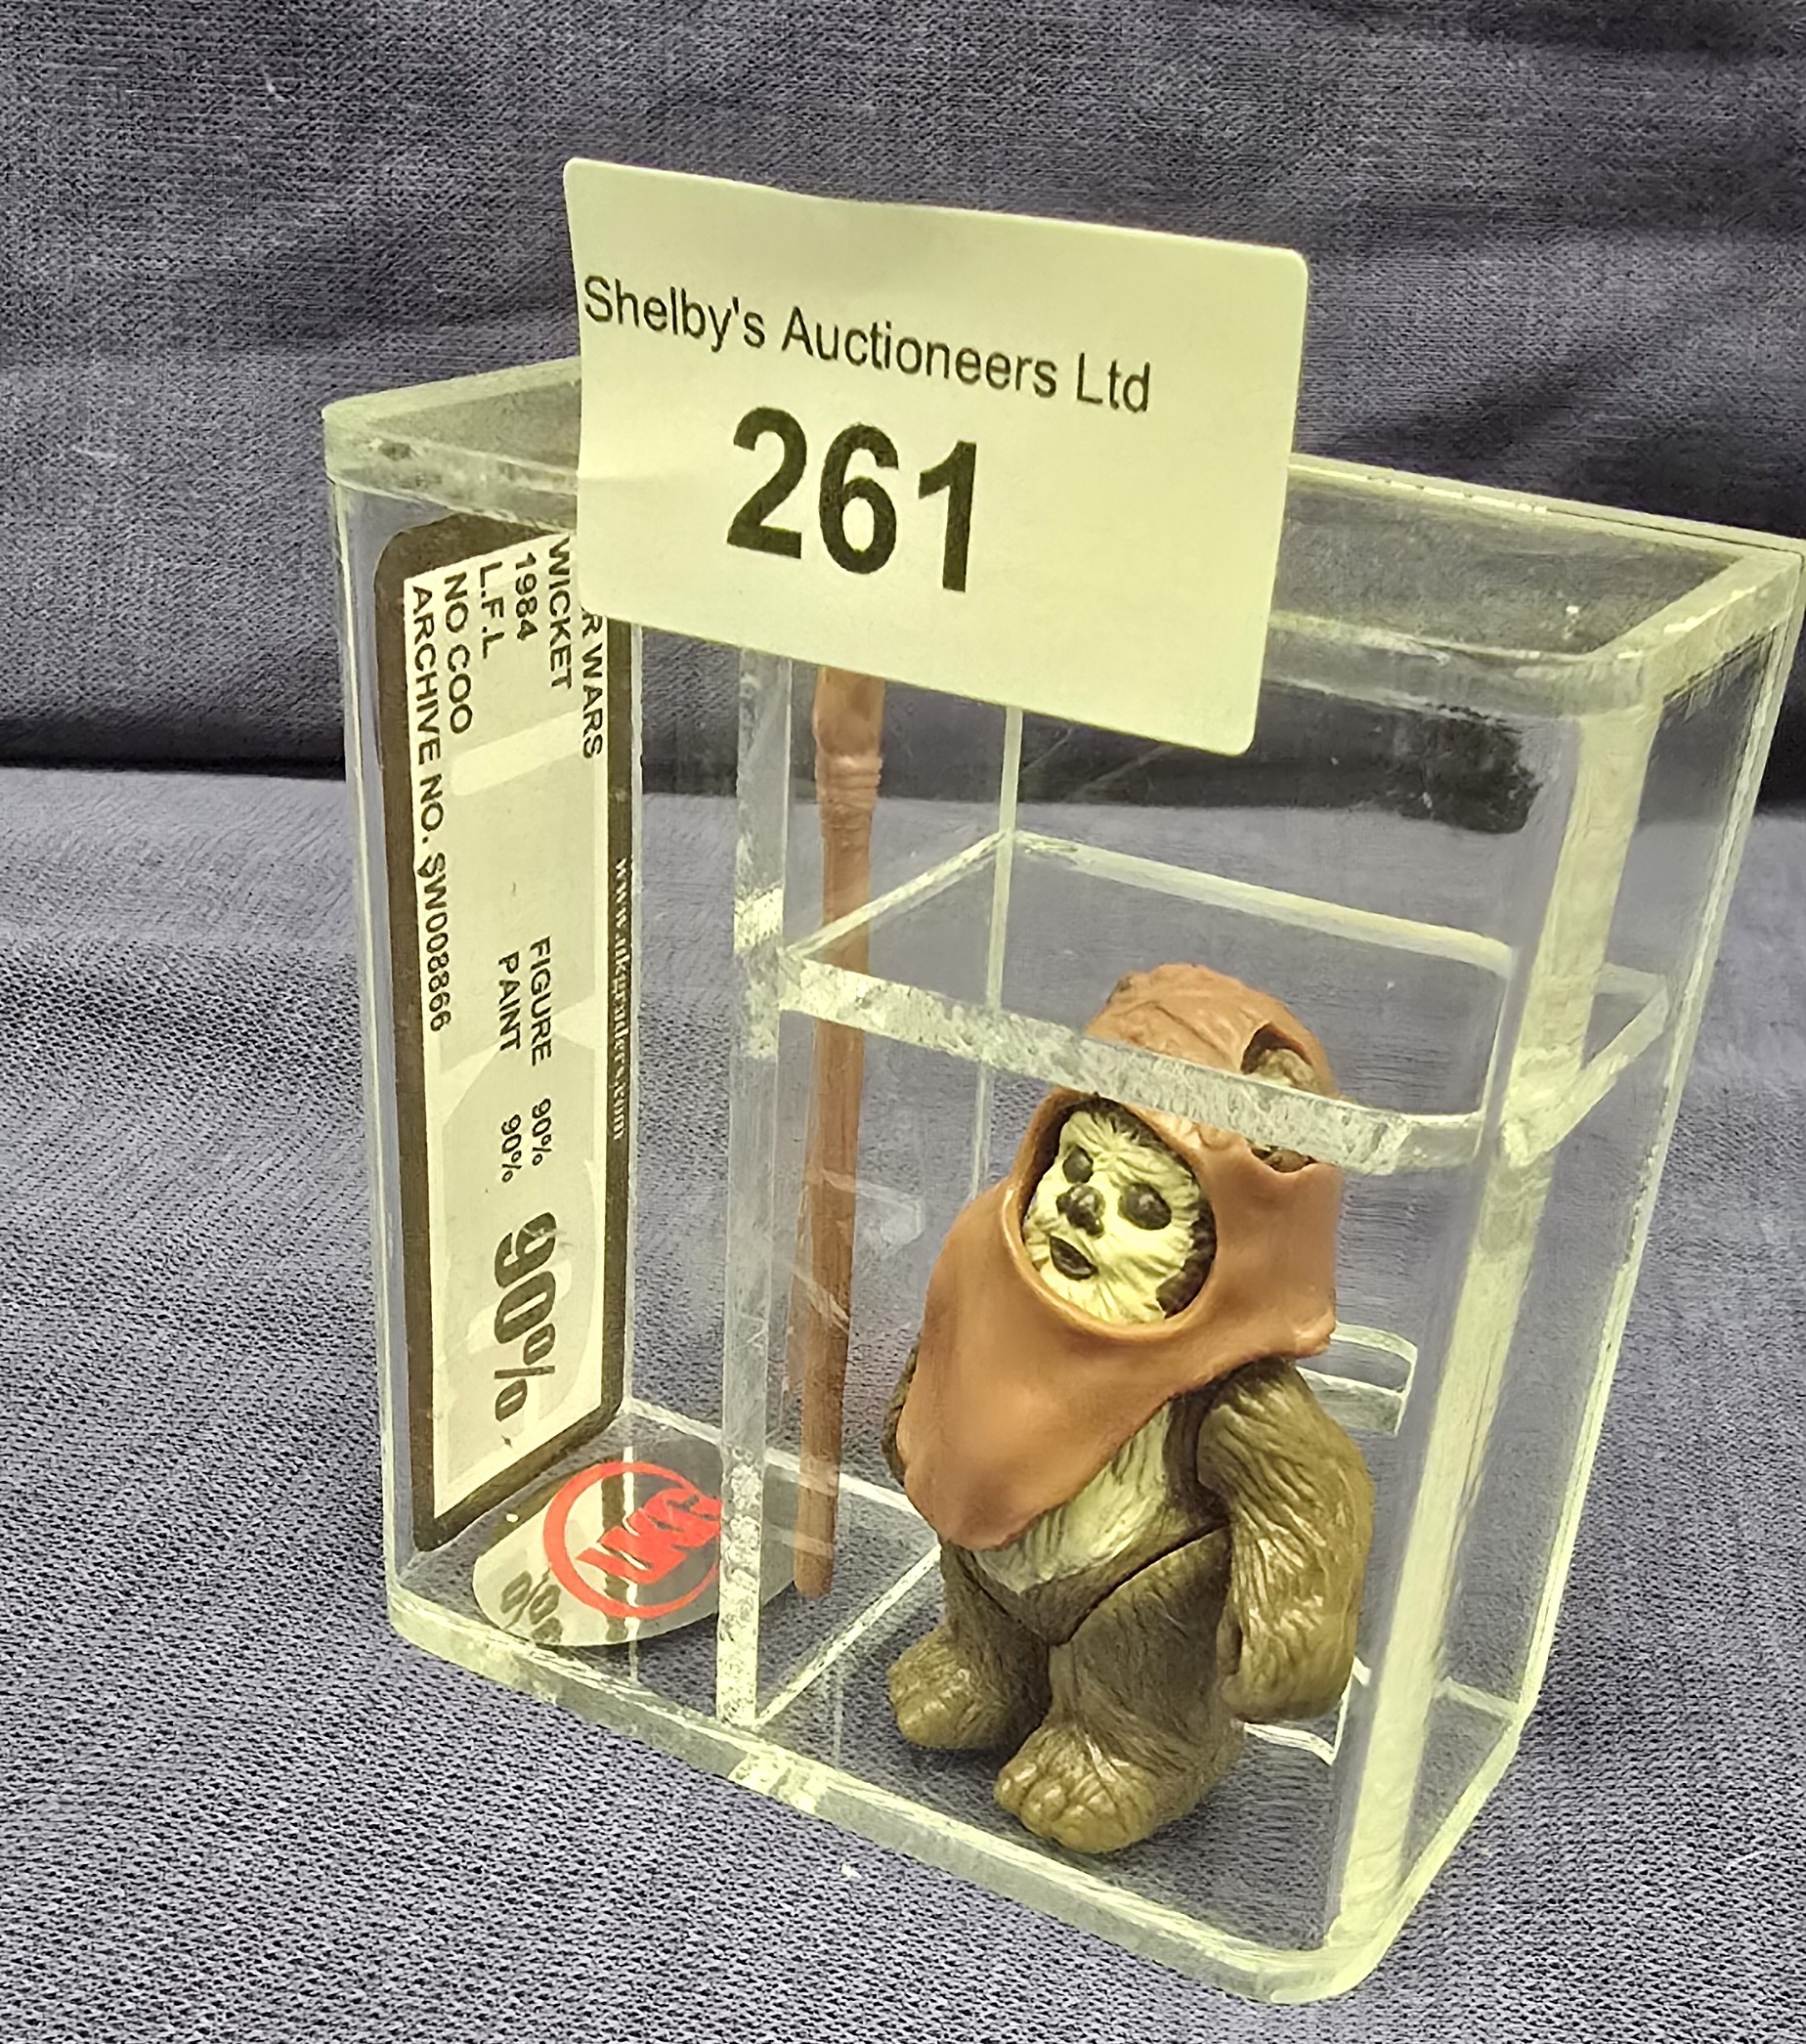 Shelby's Auctioneers Ltd
261
R WARS
WICKET
1984
L.F.L
NO COO
ARCHIVE NO. SW008866
FIGURE 90%
PAINT 90%
90%